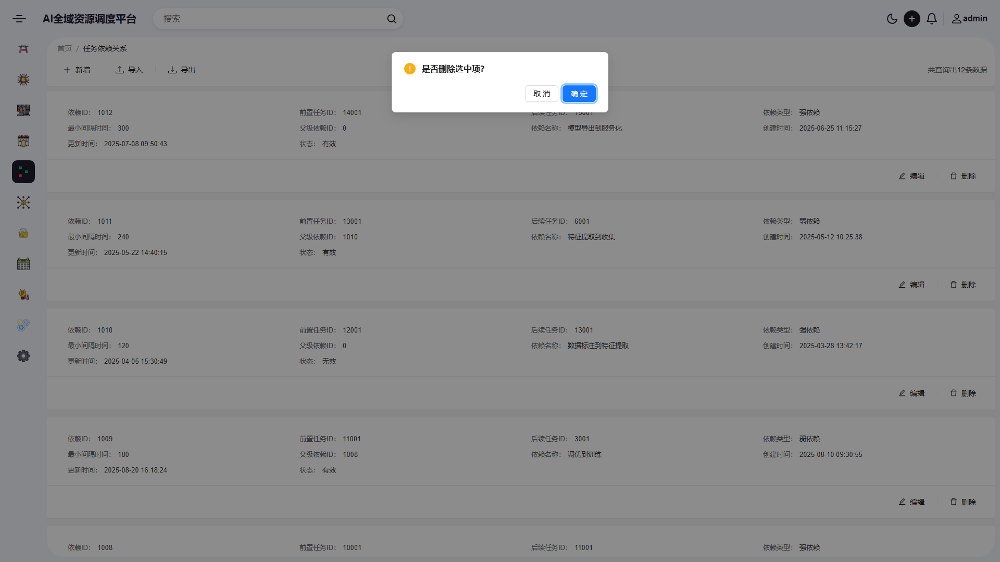 AI全域资源调度平台
搜索
admin
首页 / 任务依赖关系
新增
导入
导出
共查询出12条数据
是否删除选中项?
取 消
确 定
依赖ID： 1012
前置任务ID： 14001
后续任务ID： 15001
依赖类型： 强依赖
最小间隔时间： 300
父级依赖ID： 0
依赖名称： 模型导出到服务化
创建时间： 2025-06-25 11:15:27
更新时间： 2025-07-08 09:50:43
状态： 有效
编辑
删除
依赖ID： 1011
前置任务ID： 13001
后续任务ID： 6001
依赖类型： 弱依赖
最小间隔时间： 240
父级依赖ID： 1010
依赖名称： 特征提取到收集
创建时间： 2025-05-12 10:25:38
更新时间： 2025-05-22 14:40:15
状态： 有效
编辑
删除
依赖ID： 1010
前置任务ID： 12001
后续任务ID： 13001
依赖类型： 强依赖
最小间隔时间： 120
父级依赖ID： 0
依赖名称： 数据标注到特征提取
创建时间： 2025-03-28 13:42:17
更新时间： 2025-04-05 15:30:49
状态： 无效
编辑
删除
依赖ID： 1009
前置任务ID： 11001
后续任务ID： 3001
依赖类型： 弱依赖
最小间隔时间： 180
父级依赖ID： 1008
依赖名称： 调优到训练
创建时间： 2025-08-10 09:30:55
更新时间： 2025-08-20 16:18:24
状态： 有效
编辑
删除
依赖ID： 1008
前置任务ID： 10001
后续任务ID： 11001
依赖类型： 强依赖